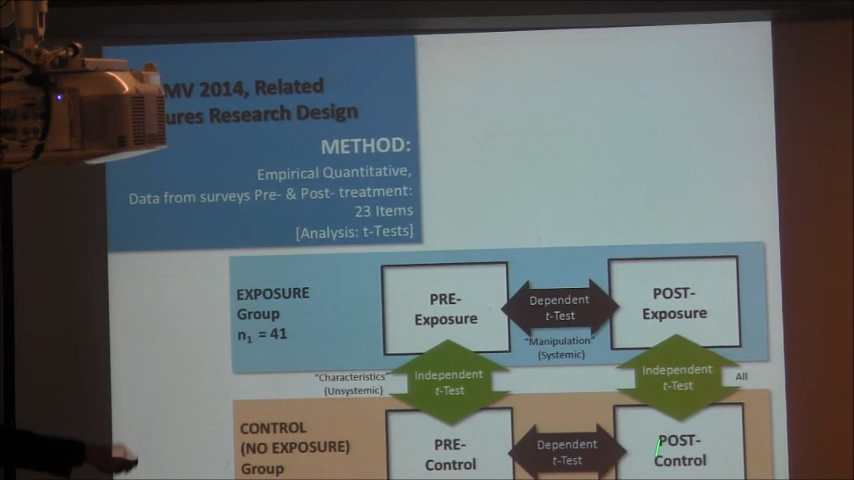 MV 2014, Related
ures Research Design
METHOD:
Empirical Quantitative,
Data from surveys Pre- & Post- treatment:
23 Items
[Analysis: t-Tests]
EXPOSURE
Group
n₁ = 41
PRE-
Exposure
Dependent
t-Test
"Manipulation"
(Systemic)
POST-
Exposure
"Characteristics"
(Unsystemic)
Independent
t-Test
Independent
t-Test
All
CONTROL
(NO EXPOSURE)
Group
PRE-
Control
Dependent
t-Test
POST-
Control